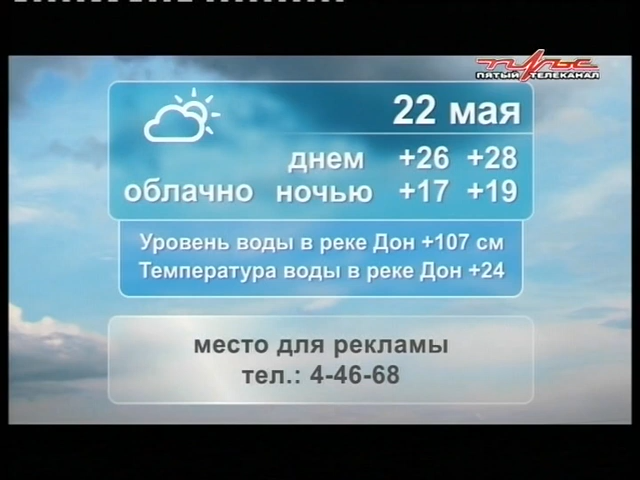 ПУЛЬС
ПЯТЫЙ ТЕЛЕКАНАЛ
22 мая
днем +26 +28
облачно ночью +17 +19
Уровень воды в реке Дон +107 см
Температура воды в реке Дон +24
место для рекламы
тел.: 4-46-68